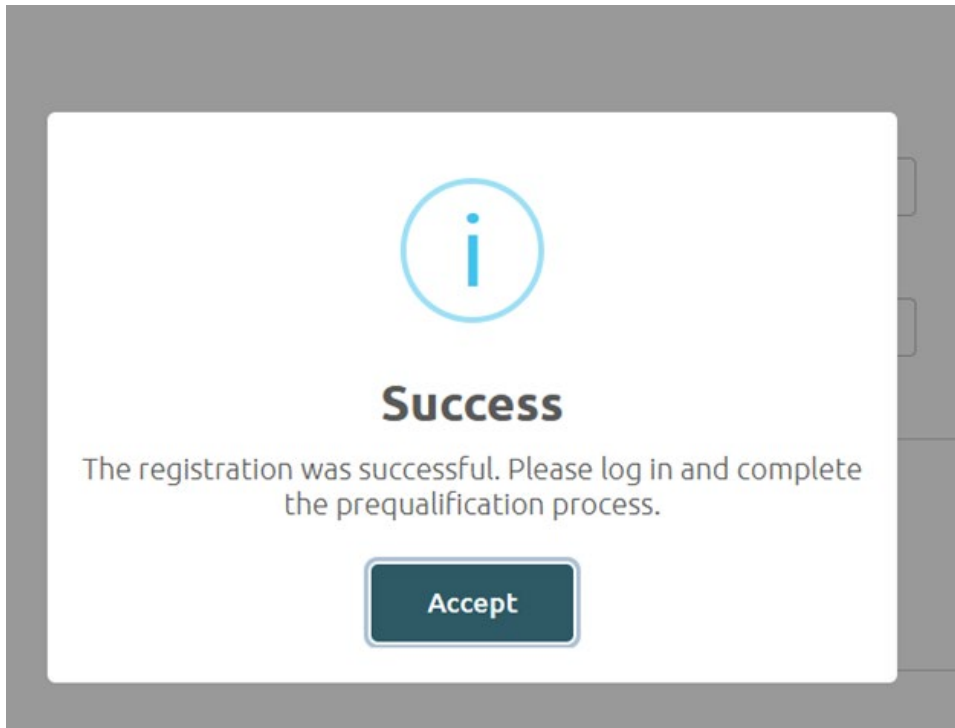 Success
The registration was successful. Please log in and complete
the prequalification process.
Accept